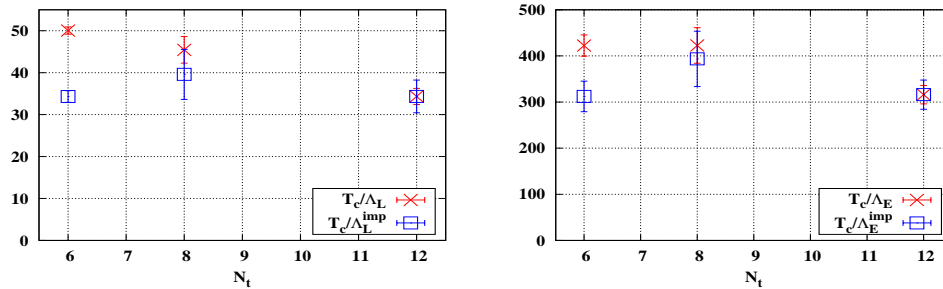 50
40
30
20
10
0
T_c/Λ_L
T_c/Λ_L^imp
6 7 8 9 10 11 12
N_t
500
400
300
200
100
0
T_c/Λ_E
T_c/Λ_E^imp
6 7 8 9 10 11 12
N_t